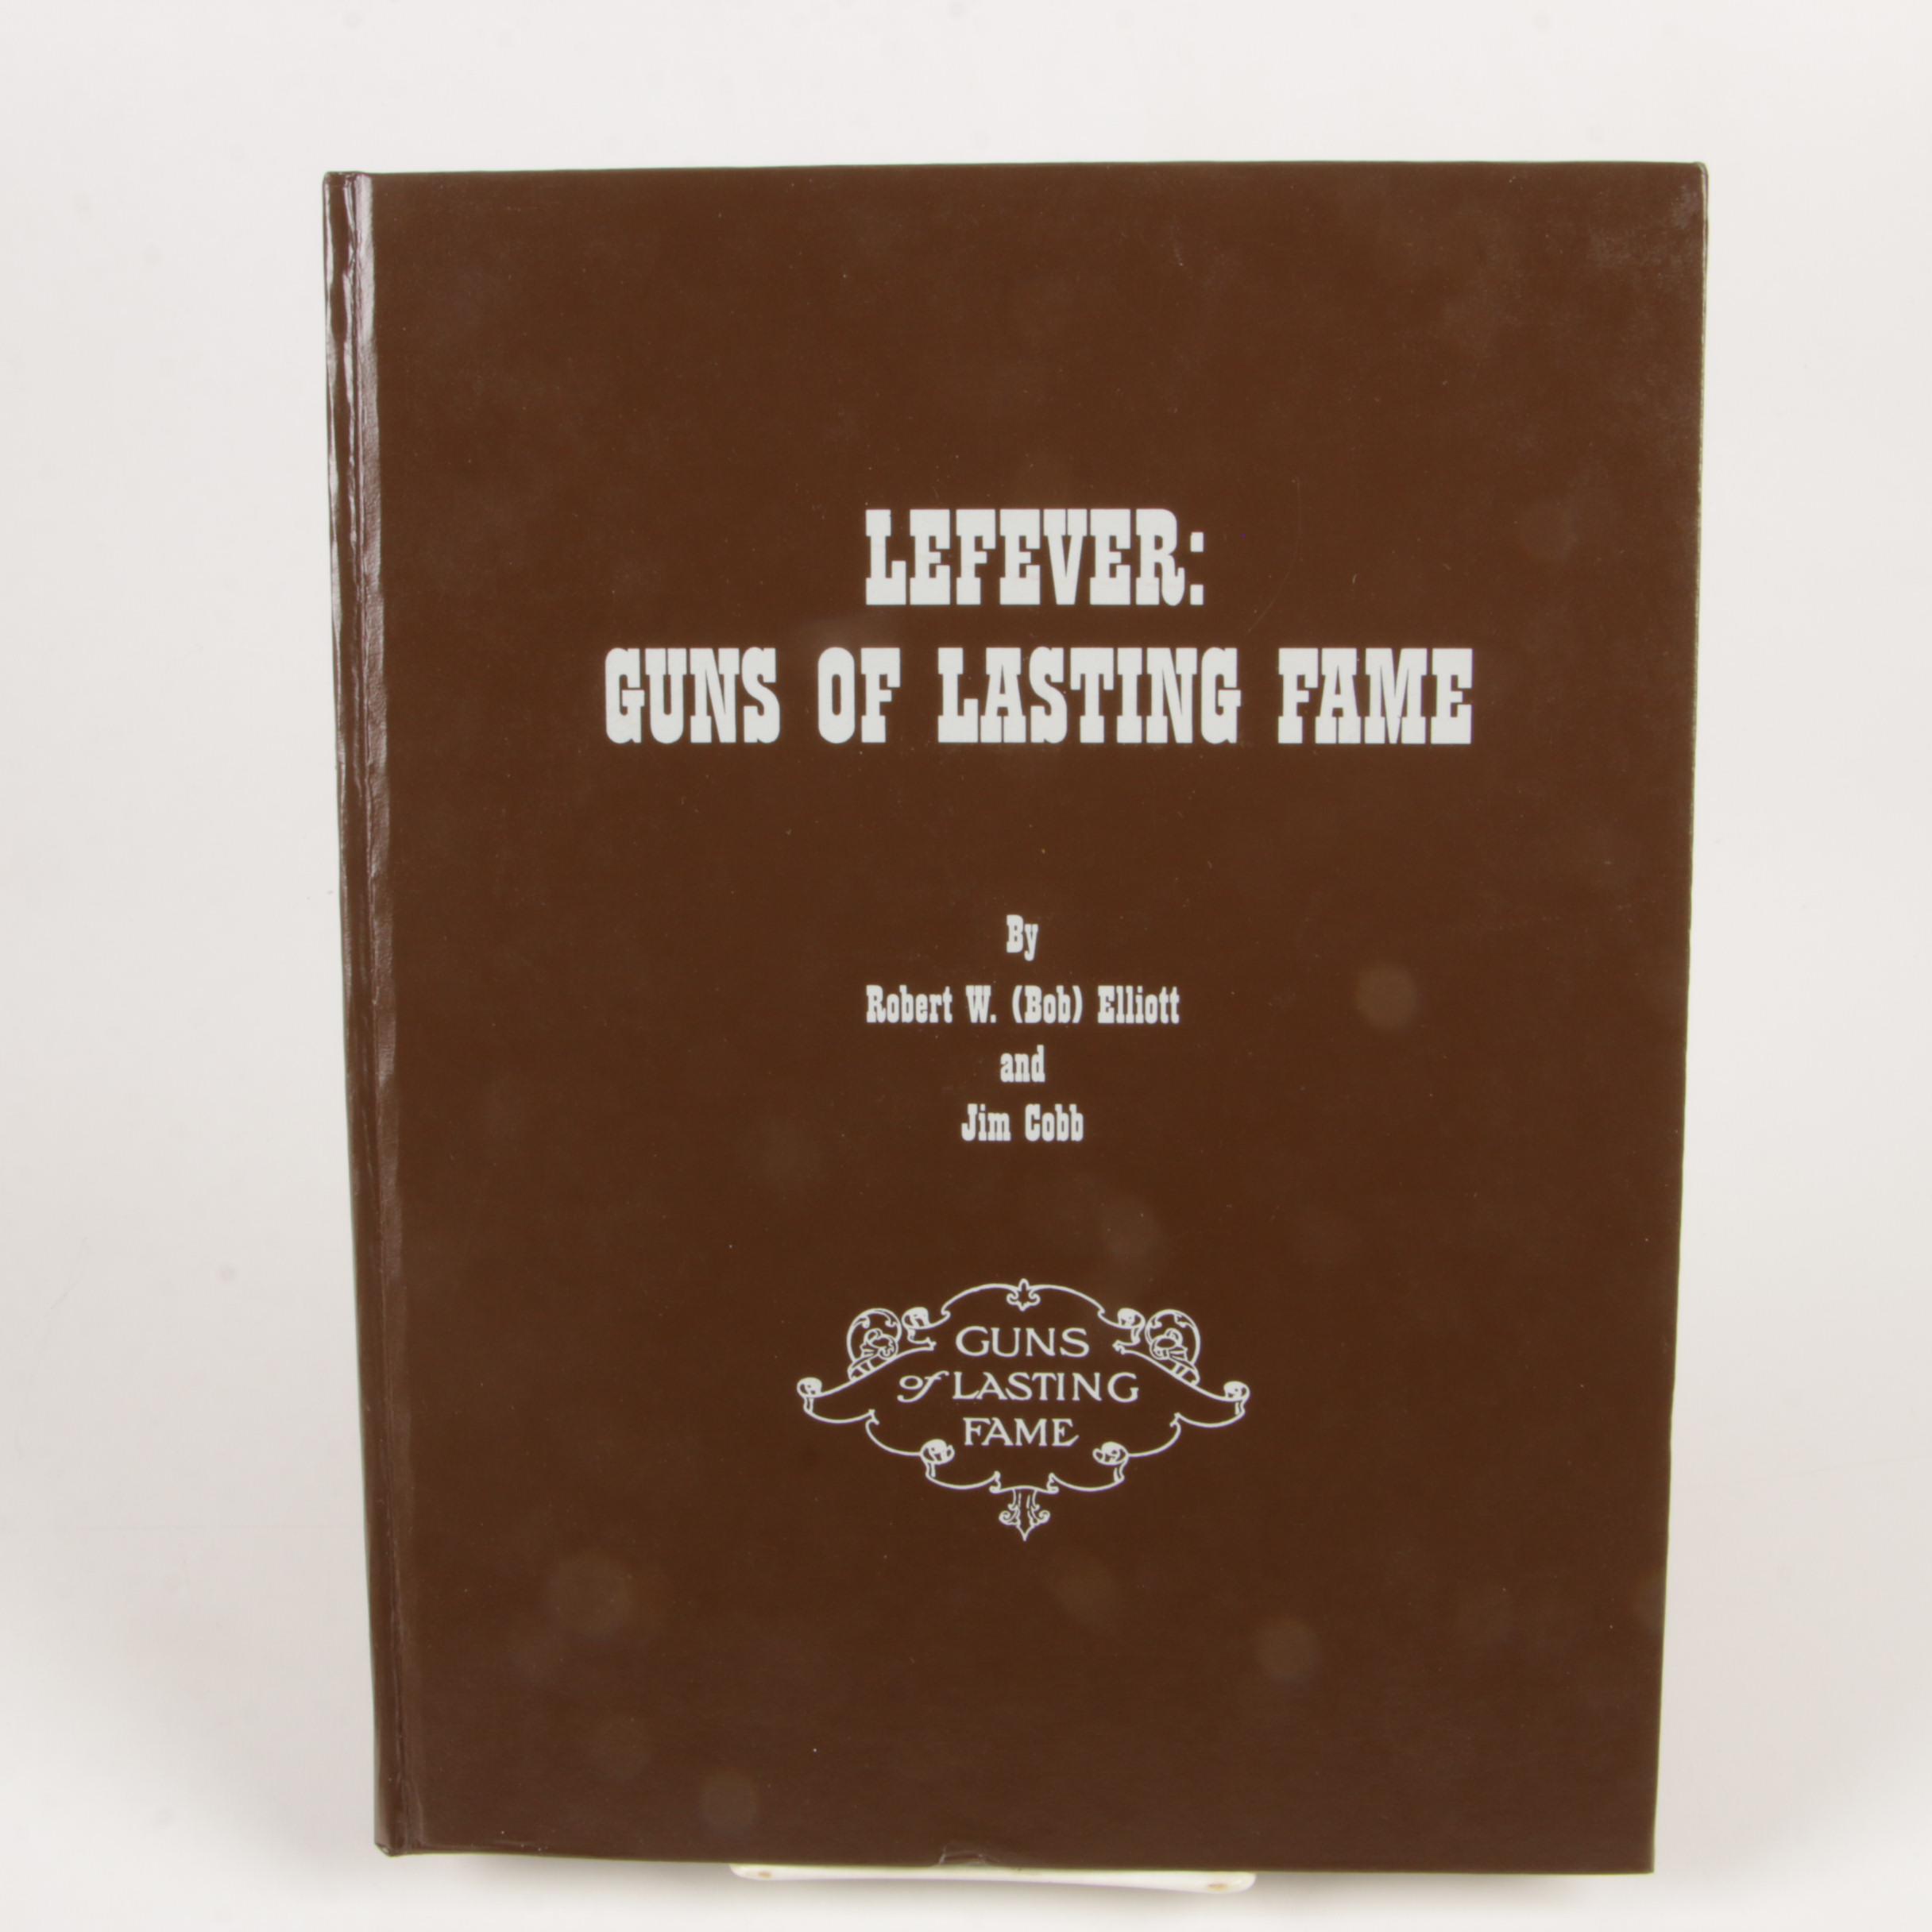 LEFEVER:
GUNS OF LASTING FAME
By
Robert W. (Bob) Elliott
and
Jim Cobb
GUNS
of LASTING
FAME